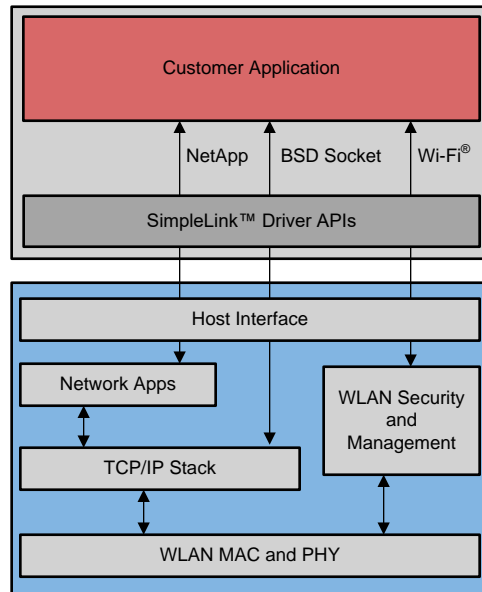 Customer Application
NetApp
BSD Socket
Wi-Fi®
SimpleLink™ Driver APIs
Host Interface
Network Apps
WLAN Security
and
Management
TCP/IP Stack
WLAN MAC and PHY